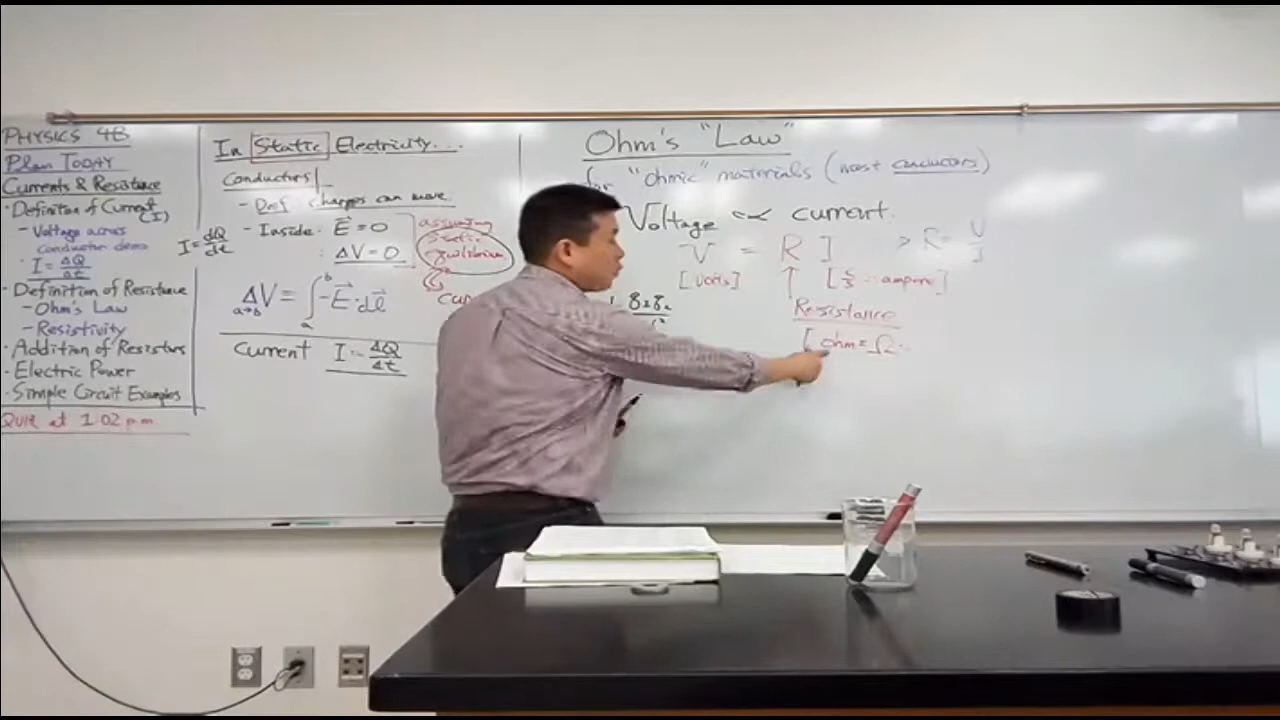 PHYSICS 4B
Plan TODAY
Currents & Resistance
• Definition of Current (I)
- Voltage across
conductor demo
• I = ΔQ/Δt
I = dQ/dt
• Definition of Resistance
- Ohm's Law
- Resistivity
• Addition of Resistors
• Electric Power
• Simple Circuit Examples
QUIZ at 1:02 p.m.
In Static Electricity...
Conductors
- Def charges can move
- Inside: E⃗ = 0
: ΔV = 0
assuming
static
equilibrium
ΔV a→b = ∫ₐᵇ -E⃗·dl⃗
Current I = ΔQ/Δt
Ohm's "Law"
for "ohmic" materials (most conductors)
Voltage ∝ current.
V = R I
> R = V/I
[Volts]
[C/s = ampere]
Resistance
[ohm = Ω